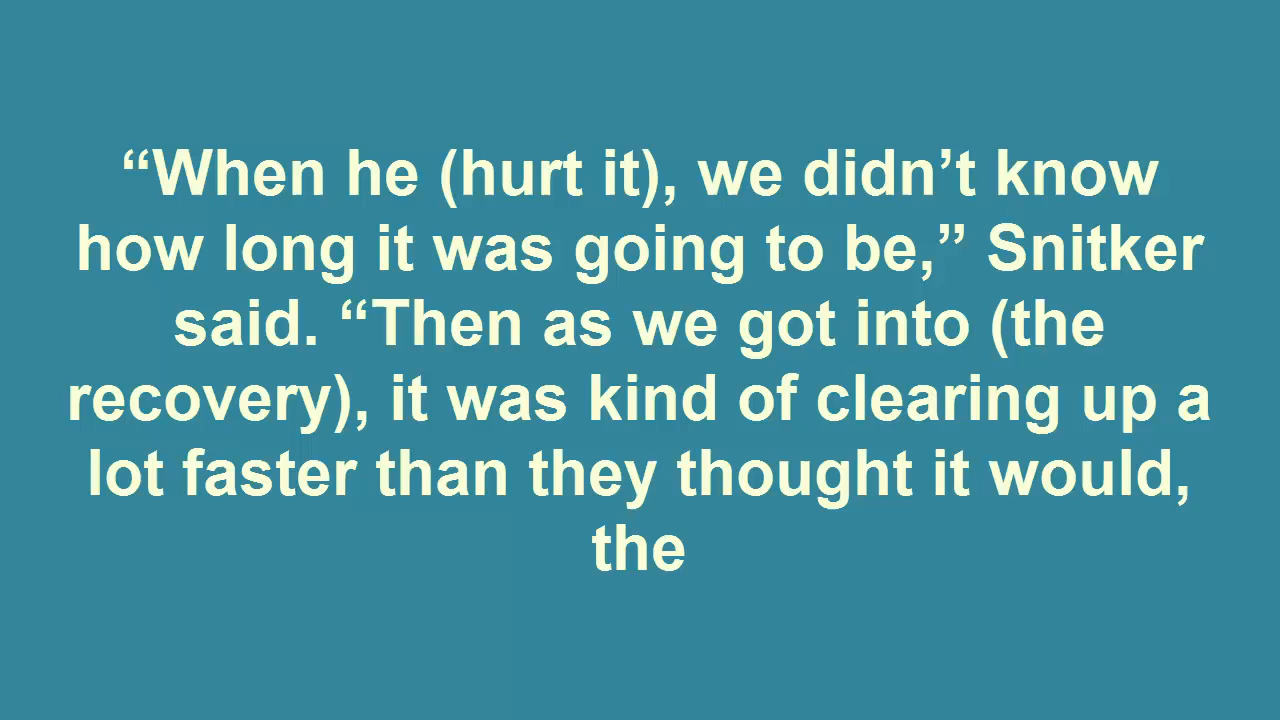 “When he (hurt it), we didn’t know
how long it was going to be,” Snitker
said. “Then as we got into (the
recovery), it was kind of clearing up a
lot faster than they thought it would,
the